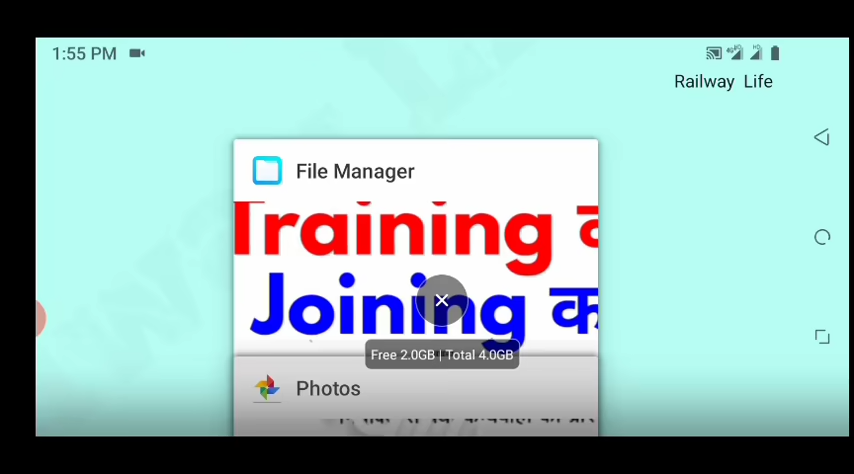 1:55 PM
Railway Life
File Manager
Training
Joining
Free 2.0GB | Total 4.0GB
Photos